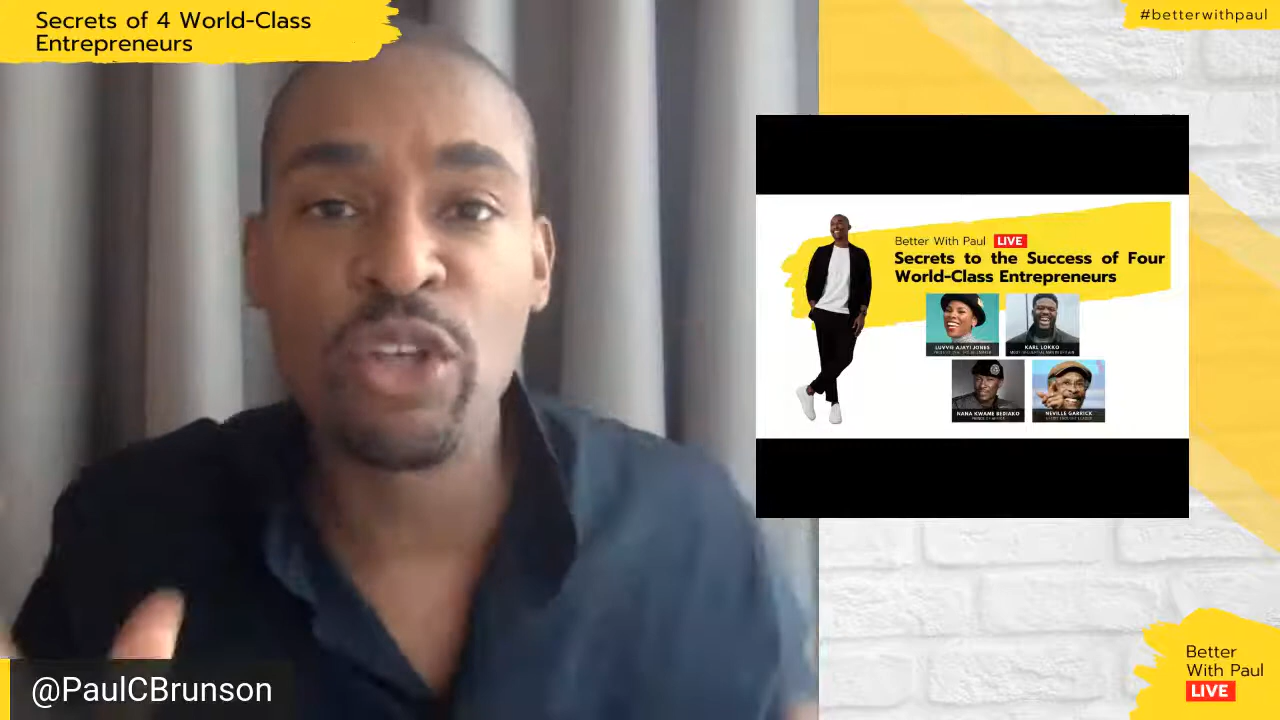 Secrets of 4 World-Class
Entrepreneurs
#betterwithpaul
Better With Paul LIVE
Secrets to the Success of Four
World-Class Entrepreneurs
LUVVIE AJAYI JONES
KARL LOKKO
NANA KWAME BEDIAKO
NEVILLE GARRICK
@PaulCBrunson
Better
With Paul
LIVE